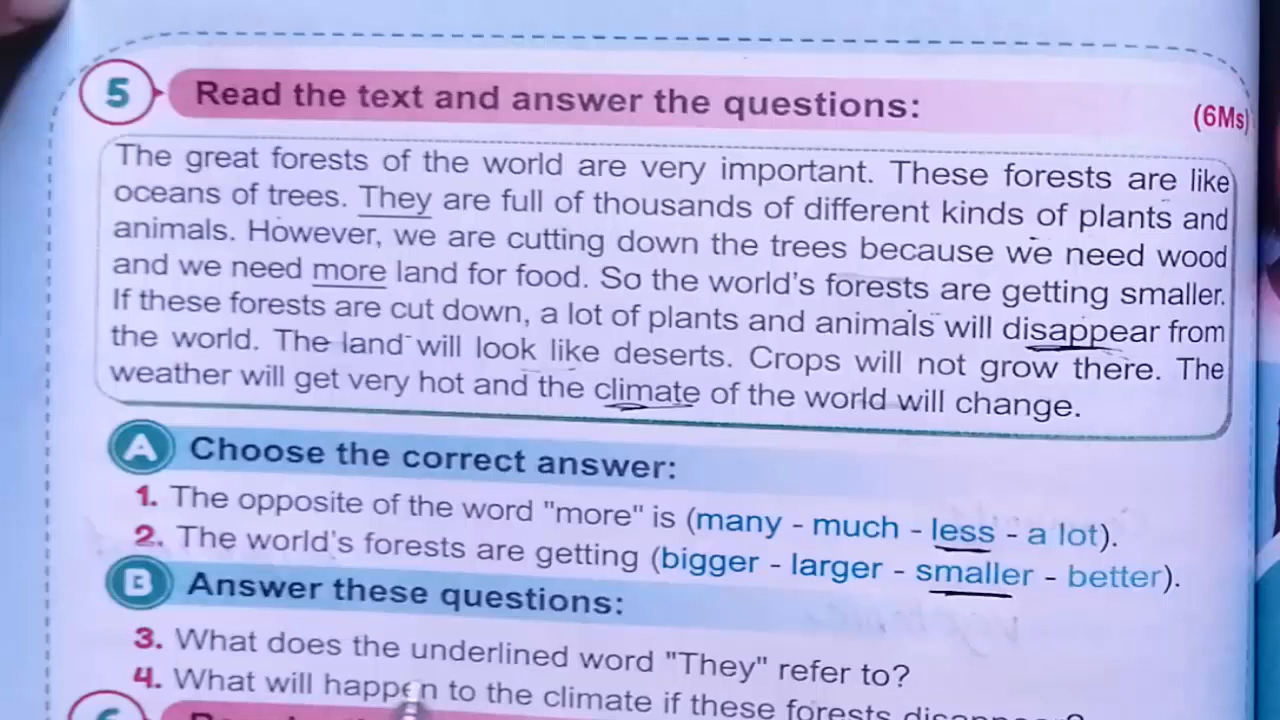 5 Read the text and answer the questions: (6Ms)
The great forests of the world are very important. These forests are like
oceans of trees. They are full of thousands of different kinds of plants and
animals. However, we are cutting down the trees because we need wood
and we need more land for food. So the world's forests are getting smaller.
If these forests are cut down, a lot of plants and animals will disappear from
the world. The land will look like deserts. Crops will not grow there. The
weather will get very hot and the climate of the world will change.
A Choose the correct answer:
1. The opposite of the word "more" is (many - much - less - a lot).
2. The world's forests are getting (bigger - larger - smaller - better).
B Answer these questions:
3. What does the underlined word "They" refer to?
4. What will happen to the climate if these forests disappear?